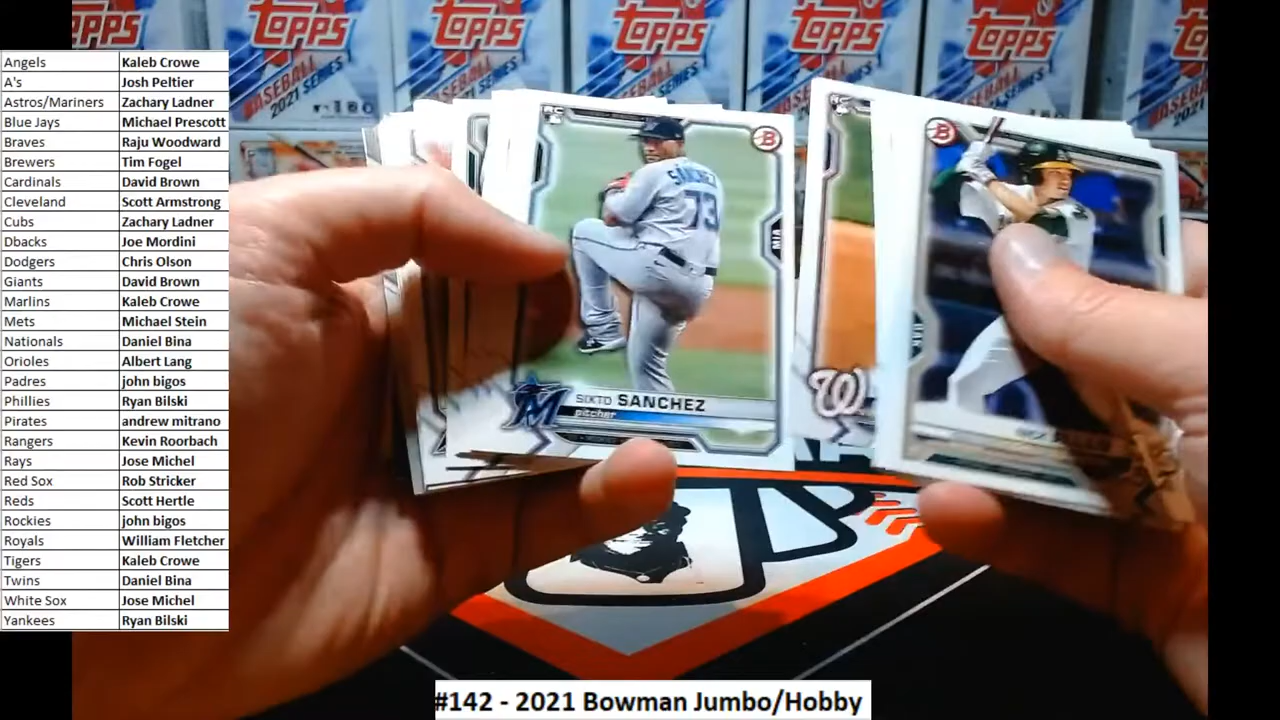 TOPPS
TOPPS
TOPPS
TOPPS
TOPPS
BASEBALL
2021 SERIES
BASEBALL
2021
Angels Kaleb Crowe
A's Josh Peltier
Astros/Mariners Zachary Ladner
Blue Jays Michael Prescott
Braves Raju Woodward
Brewers Tim Fogel
Cardinals David Brown
Cleveland Scott Armstrong
Cubs Zachary Ladner
Dbacks Joe Mordini
Dodgers Chris Olson
Giants David Brown
Marlins Kaleb Crowe
Mets Michael Stein
Nationals Daniel Bina
Orioles Albert Lang
Padres john bigos
Phillies Ryan Bilski
Pirates andrew mitrano
Rangers Kevin Roorbach
Rays Jose Michel
Red Sox Rob Stricker
Reds Scott Hertle
Rockies john bigos
Royals William Fletcher
Tigers Kaleb Crowe
Twins Daniel Bina
White Sox Jose Michel
Yankees Ryan Bilski
RC
B
SANCHEZ
73
MIA
M
SIXTO SANCHEZ
pitcher
W
B
#142 - 2021 Bowman Jumbo/Hobby